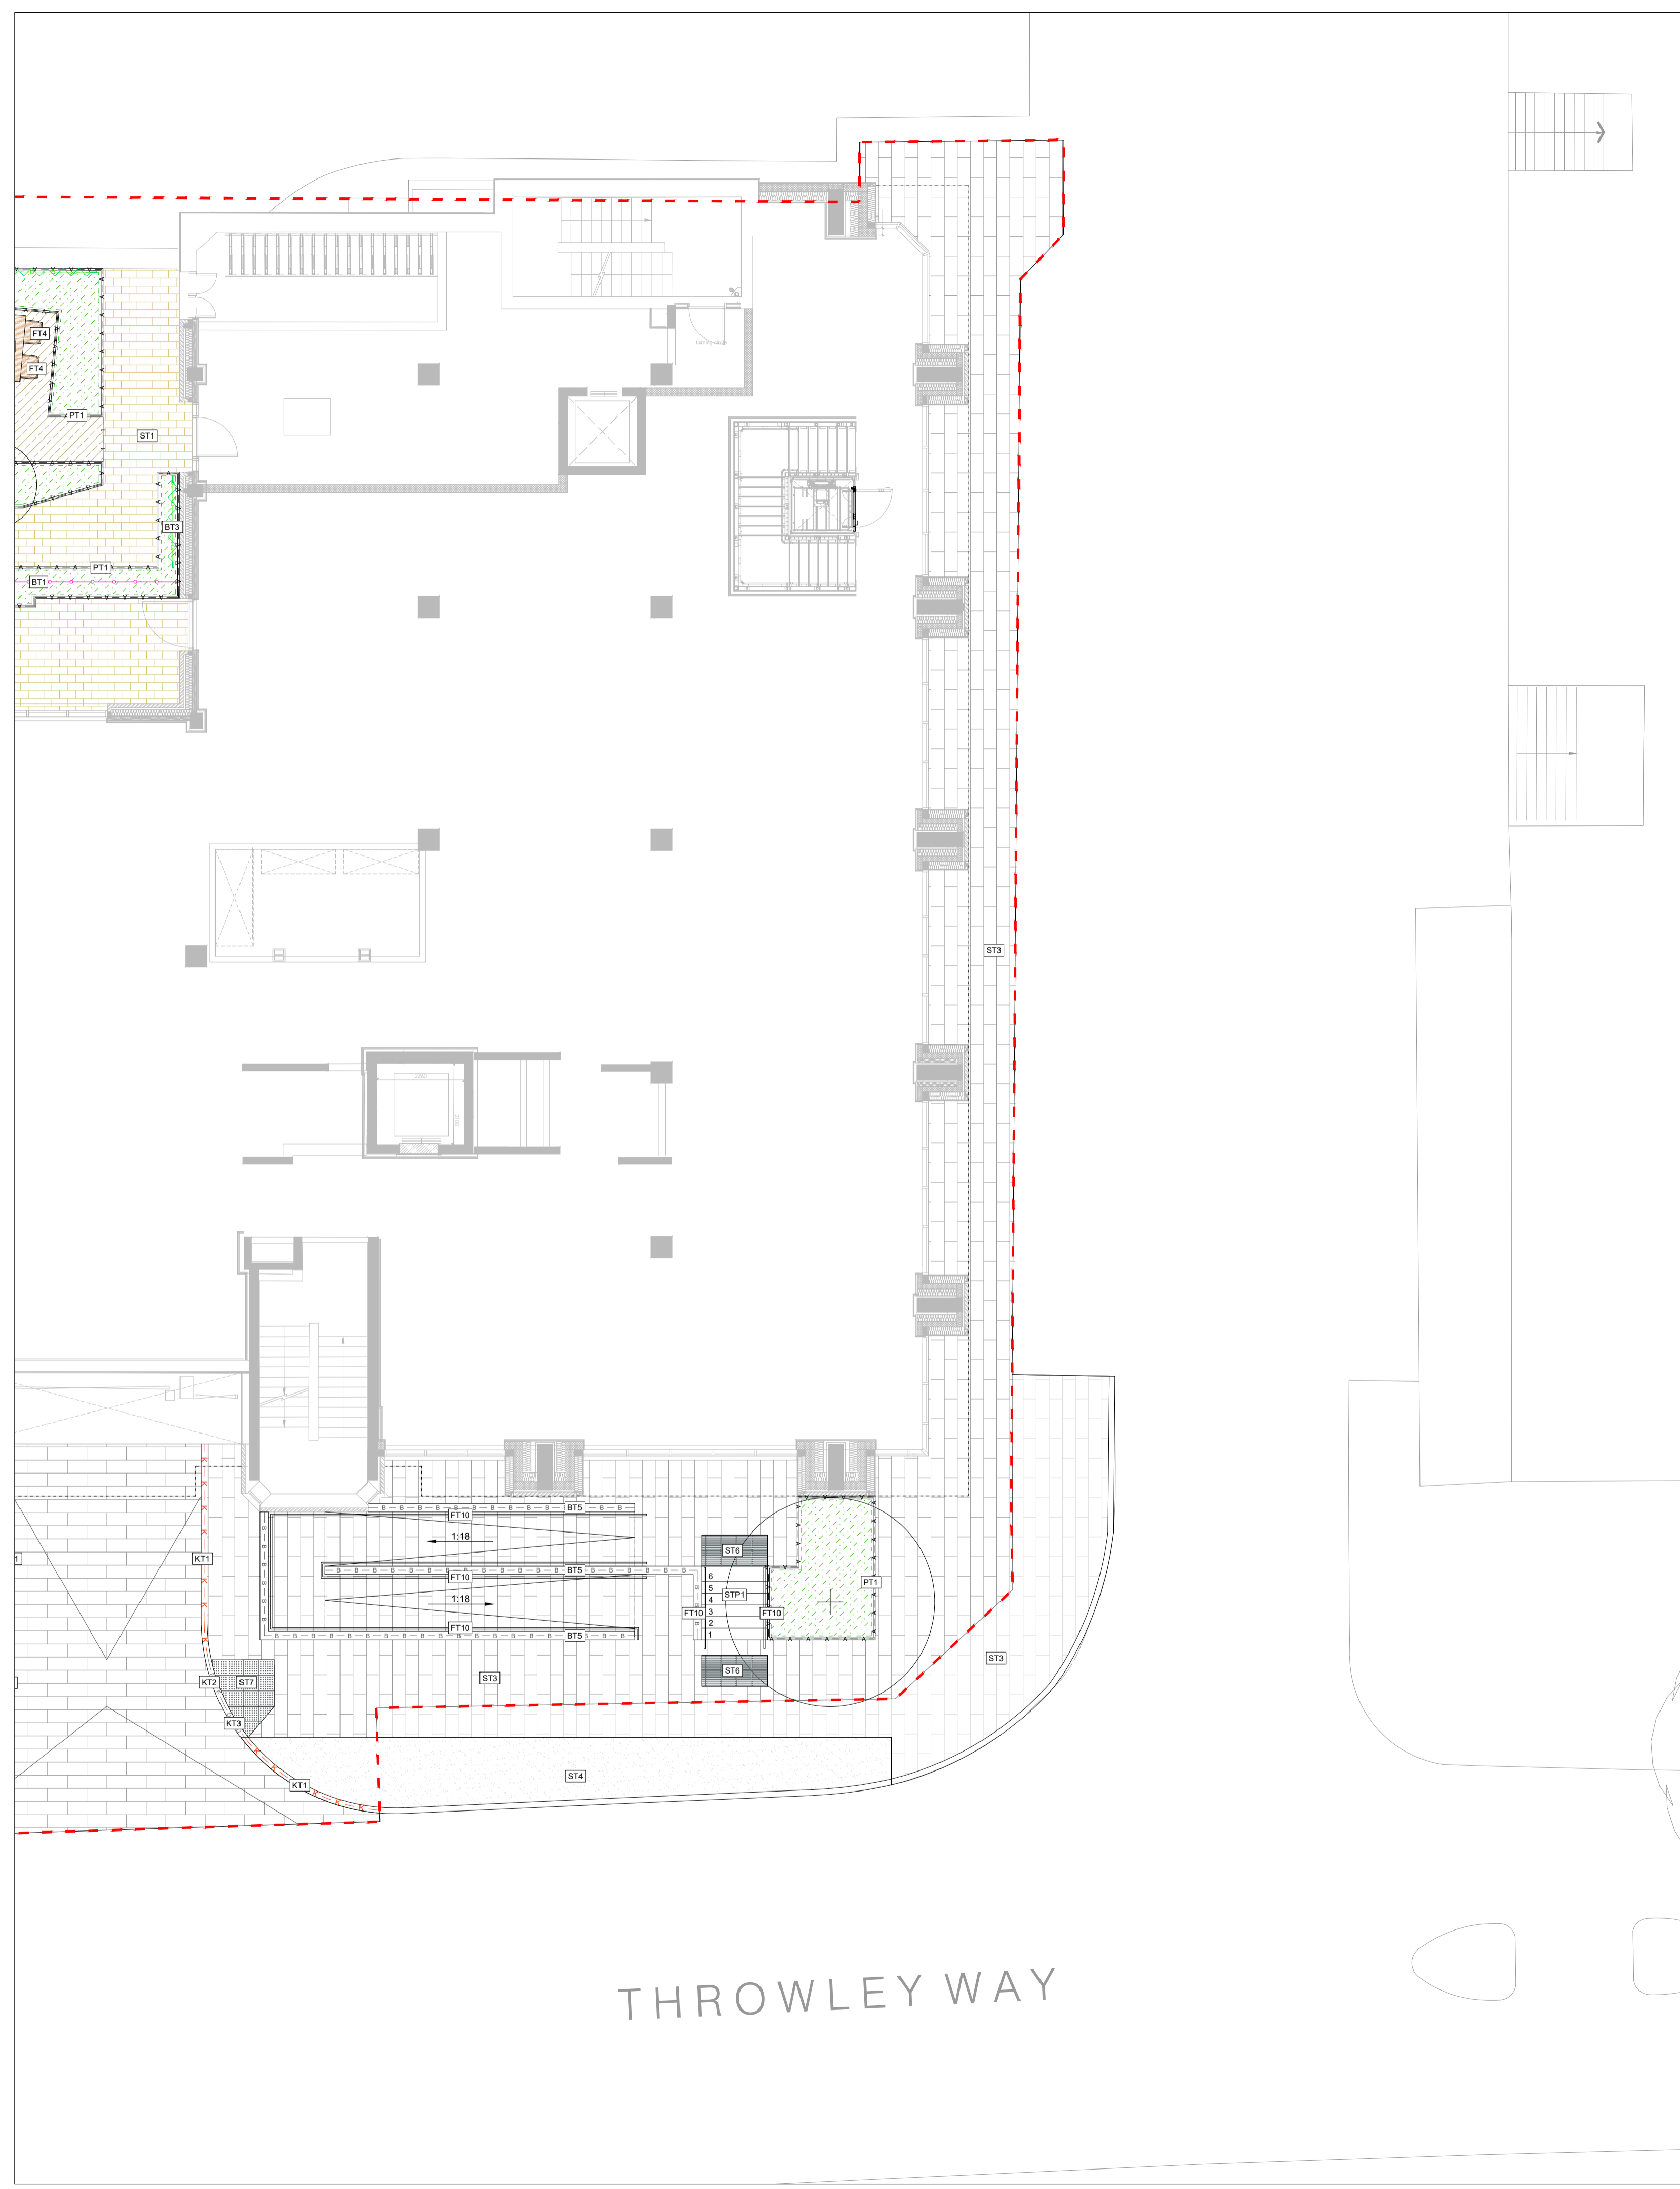 FT4
FT4
PT1
ST1
BT3
PT1
BT1
ST3
BT5
FT10
1:18
ST6
KT1
BT5
FT10
6
5
4
3
2
1
STP1
PT1
1:18
FT10
FT10
FT10
BT5
ST3
ST6
ST3
KT2
ST7
KT3
ST4
KT1
THROWLEY WAY